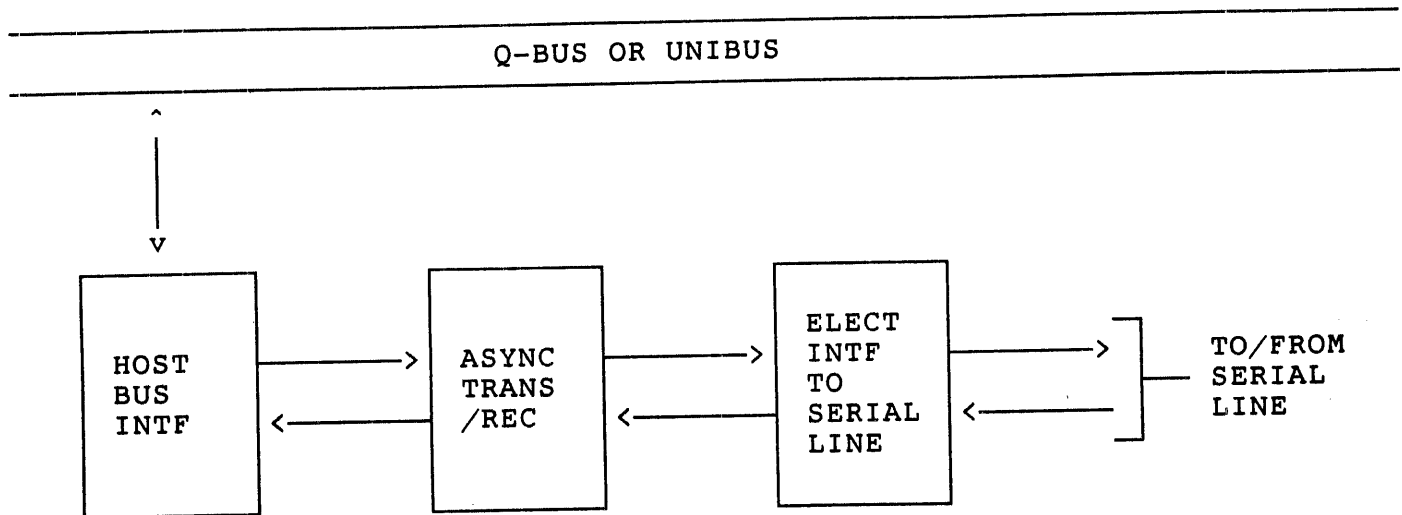 Q-BUS OR UNIBUS
HOST
BUS
INTF
ASYNC
TRANS
/REC
ELECT
INTF
TO
SERIAL
LINE
TO/FROM
SERIAL
LINE